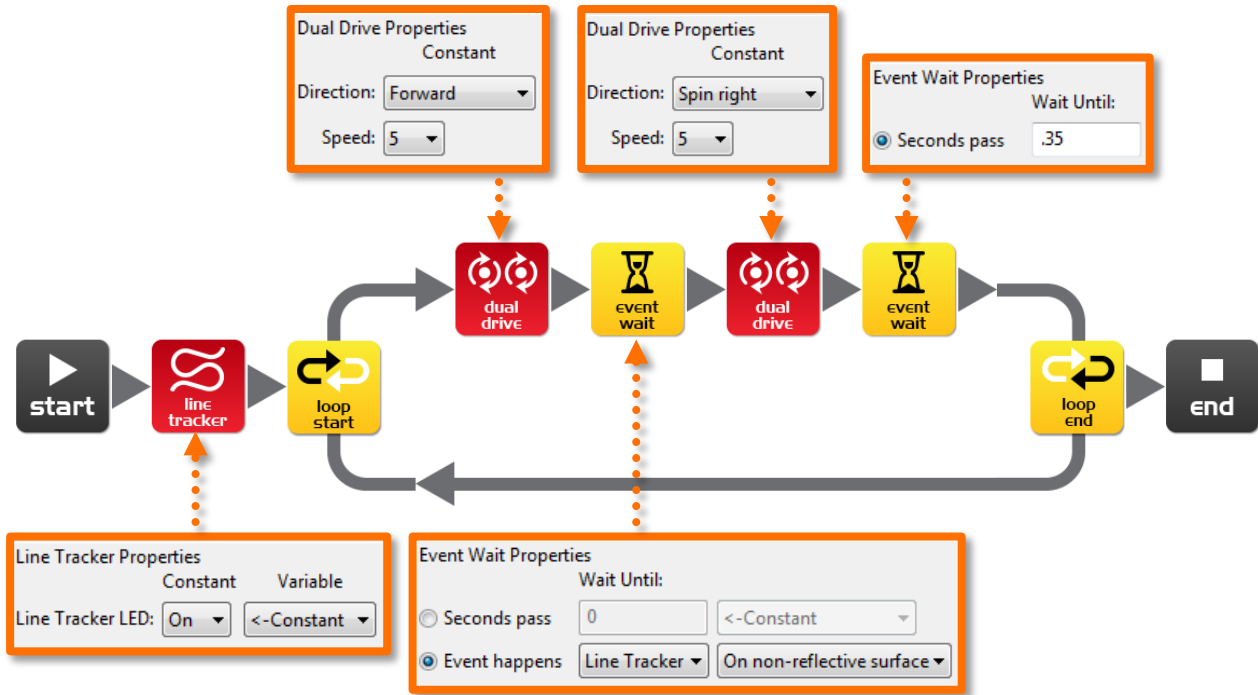 Dual Drive Properties
Constant
Direction: Forward
Speed: 5
Dual Drive Properties
Constant
Direction: Spin right
Speed: 5
Event Wait Properties
Wait Until:
Seconds pass .35
dual
drive
event
wait
dual
drive
event
wait
start
line
tracker
loop
start
loop
end
end
Line Tracker Properties
Constant Variable
Line Tracker LED: On <-Constant
Event Wait Properties
Wait Until:
Seconds pass 0 <-Constant
Event happens Line Tracker On non-reflective surface